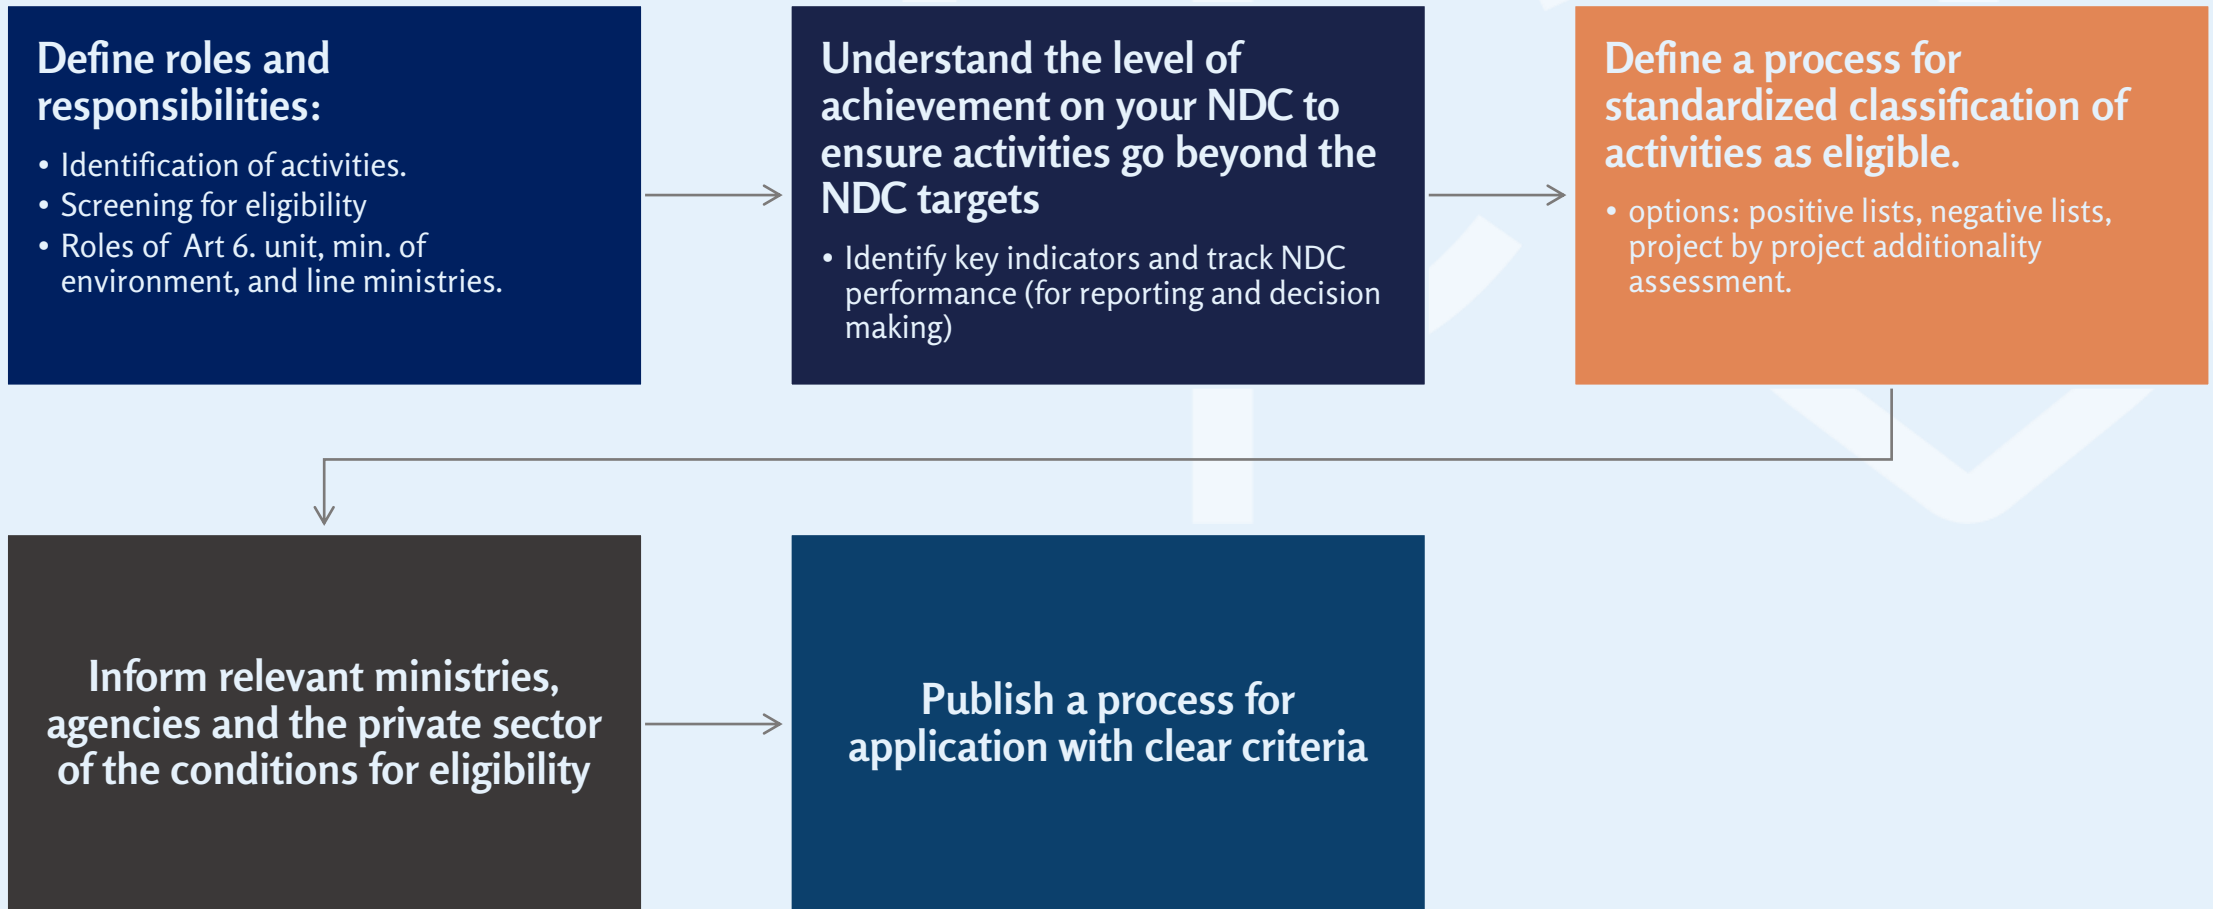 Define roles and
responsibilities:
• Identification of activities.
• Screening for eligibility
• Roles of Art 6. unit, min. of
environment, and line ministries.
Understand the level of
achievement on your NDC to
ensure activities go beyond the
NDC targets
• Identify key indicators and track NDC
performance (for reporting and decision
making)
Define a process for
standardized classification of
activities as eligible.
• options: positive lists, negative lists,
project by project additionality
assessment.
Inform relevant ministries,
agencies and the private sector
of the conditions for eligibility
Publish a process for
application with clear criteria